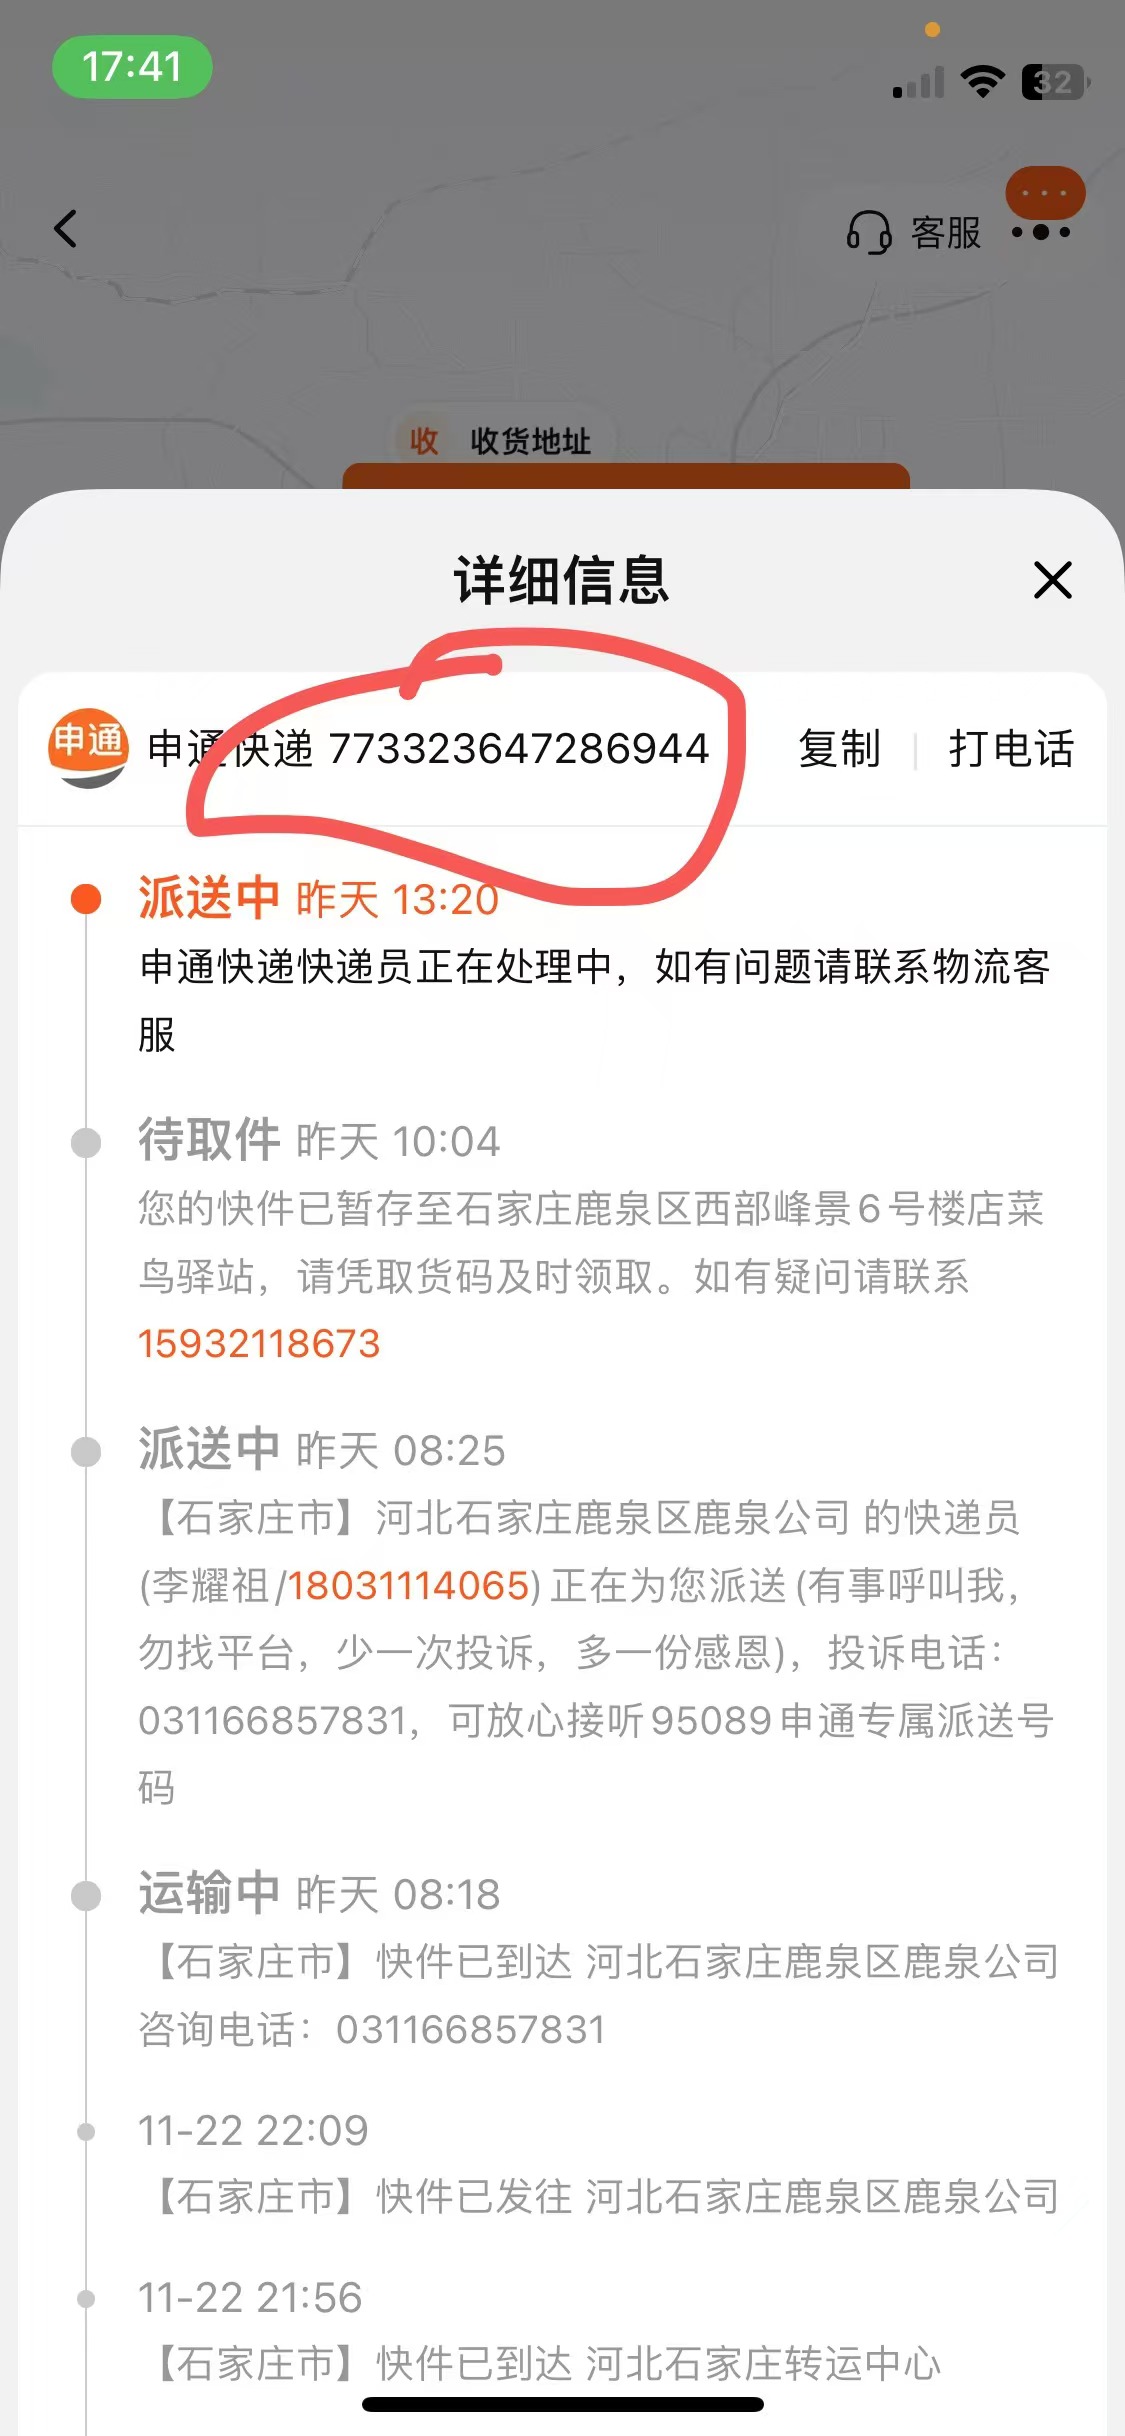 17:41
32
客服
收 收货地址
详细信息
申通 申通快递 773323647286944 复制 打电话
派送中 昨天 13:20
申通快递快递员正在处理中，如有问题请联系物流客
服
待取件 昨天 10:04
您的快件已暂存至石家庄鹿泉区西部峰景6号楼店菜
鸟驿站，请凭取货码及时领取。如有疑问请联系
15932118673
派送中 昨天 08:25
【石家庄市】河北石家庄鹿泉区鹿泉公司 的快递员
(李耀祖/18031114065)正在为您派送(有事呼叫我，
勿找平台，少一次投诉，多一份感恩)，投诉电话：
031166857831，可放心接听95089申通专属派送号
码
运输中 昨天 08:18
【石家庄市】快件已到达 河北石家庄鹿泉区鹿泉公司
咨询电话：031166857831
11-22 22:09
【石家庄市】快件已发往 河北石家庄鹿泉区鹿泉公司
11-22 21:56
【石家庄市】快件已到达 河北石家庄转运中心